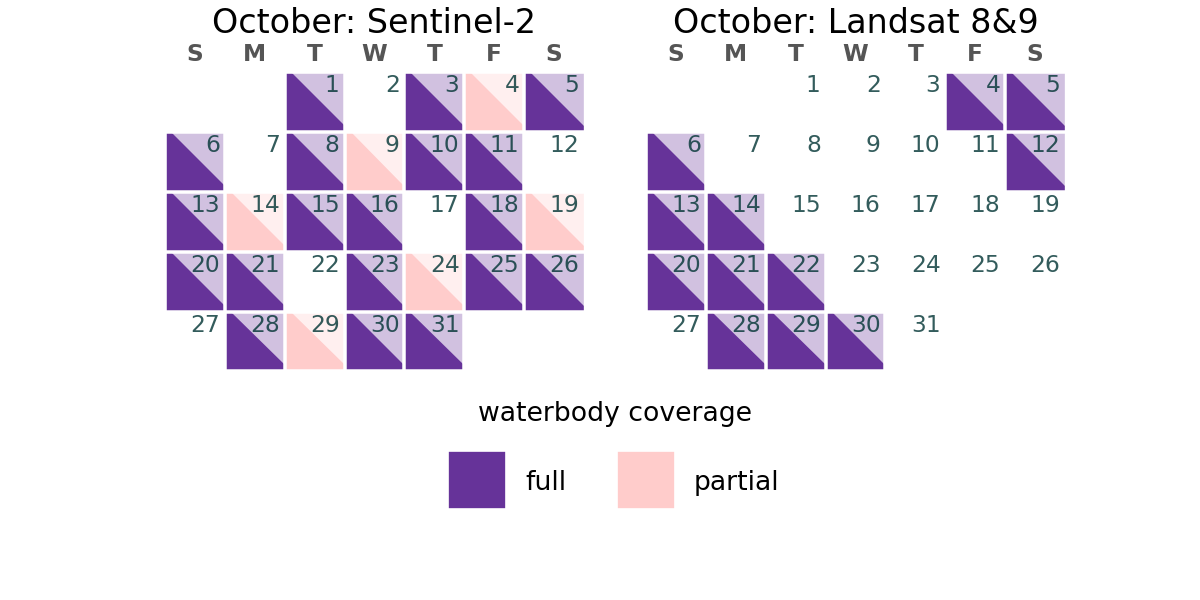 October: Sentinel-2
S M T W T F S
1 2 3 4 5
6 7 8 9 10 11 12
13 14 15 16 17 18 19
20 21 22 23 24 25 26
27 28 29 30 31
October: Landsat 8&9
S M T W T F S
1 2 3 4 5
6 7 8 9 10 11 12
13 14 15 16 17 18 19
20 21 22 23 24 25 26
27 28 29 30 31
waterbody coverage
full partial